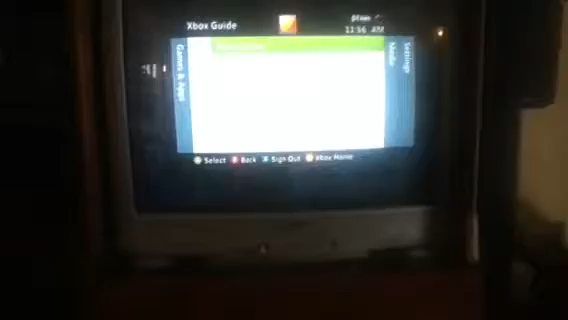 Xbox Guide
11:56 AM
Games & Apps
Media
Settings
Select Back Sign Out Xbox Home